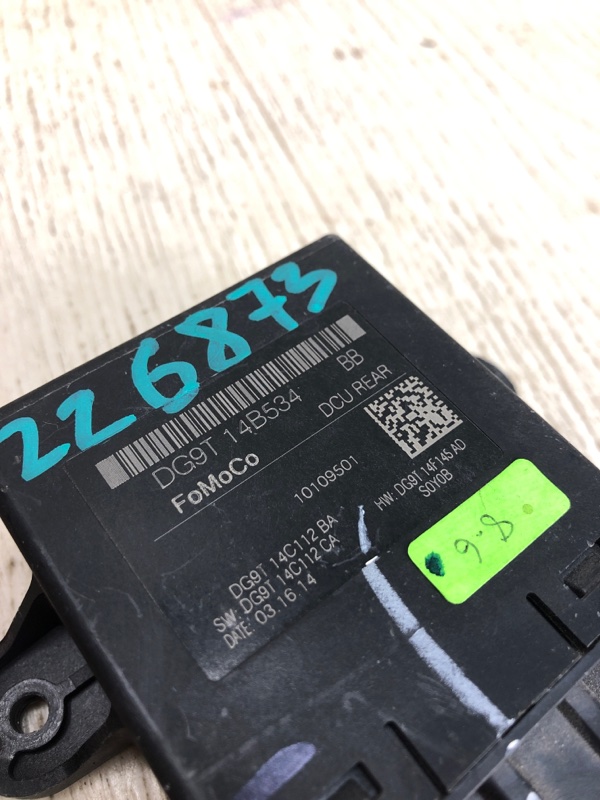 226873
DG9T 14B534 BB
FoMoCo DCU REAR
10109501
DG9T 14C112 BA
SW: DG9T 14C112 CA
DATE: 03.16.14
HW: DG9T 14F145 AD
S0Y0B
9-8